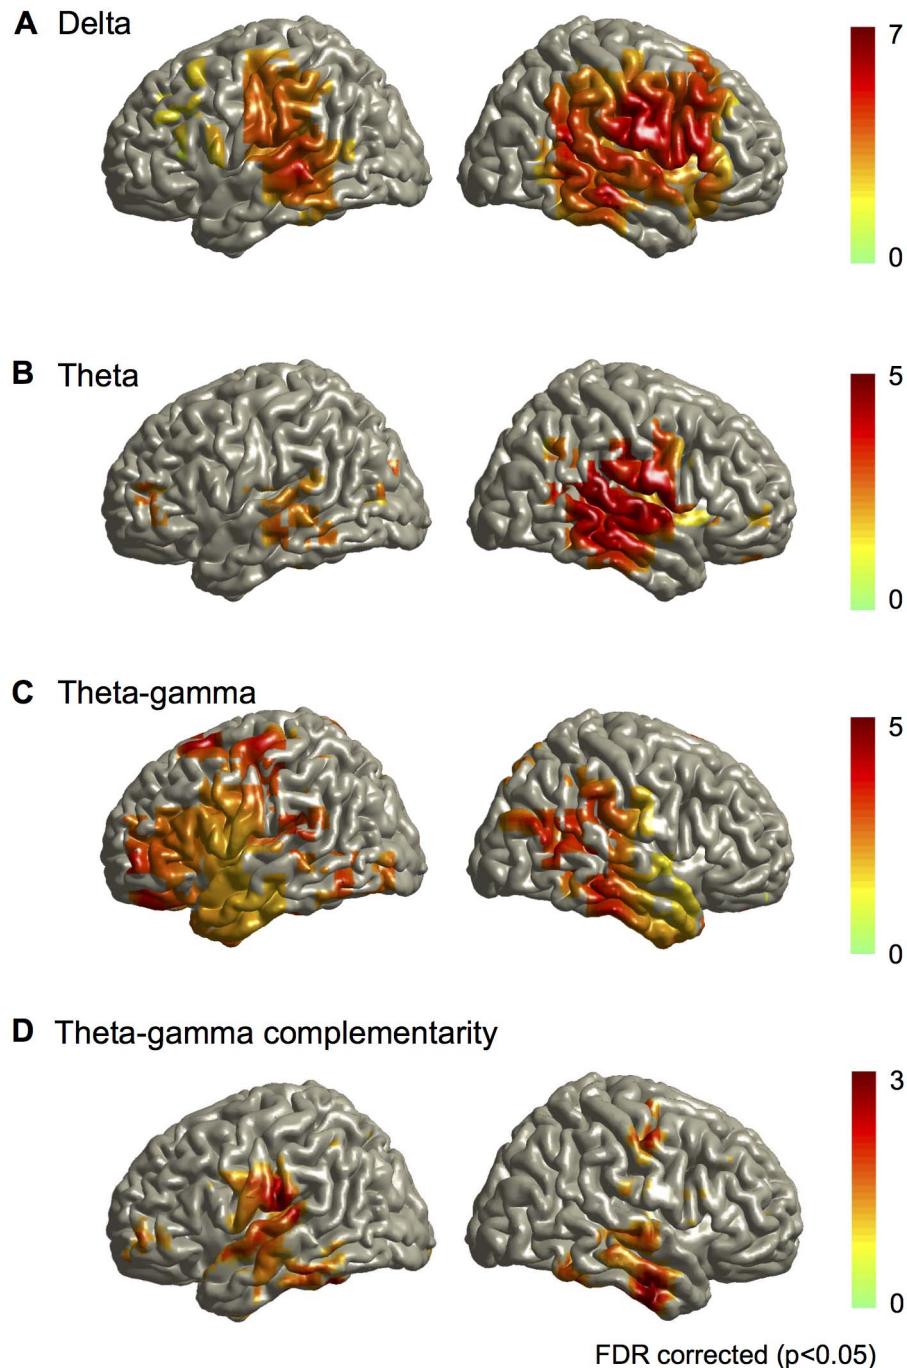 A Delta
7
0
B Theta
5
0
C Theta-gamma
5
0
D Theta-gamma complementarity
3
0
FDR corrected (p<0.05)